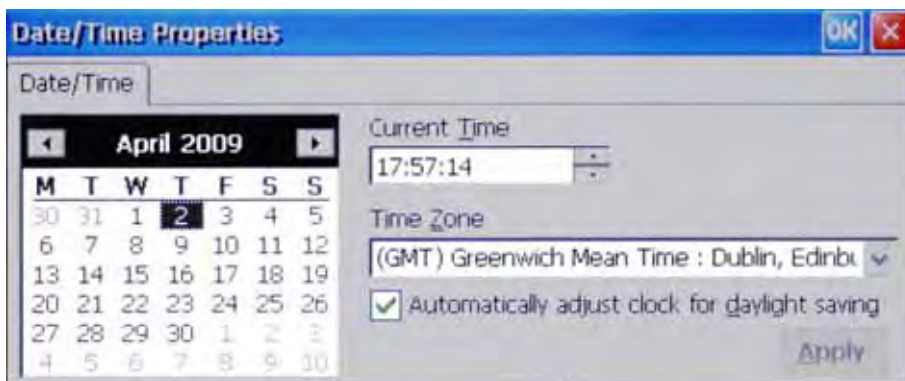 Date/Time Properties OK
Date/Time
April 2009
M T W T F S S
30 31 1 2 3 4 5
6 7 8 9 10 11 12
13 14 15 16 17 18 19
20 21 22 23 24 25 26
27 28 29 30 1 2 3
4 5 6 7 8 9 10
Current Time
17:57:14
Time Zone
(GMT) Greenwich Mean Time : Dublin, Edinbu
Automatically adjust clock for daylight saving
Apply